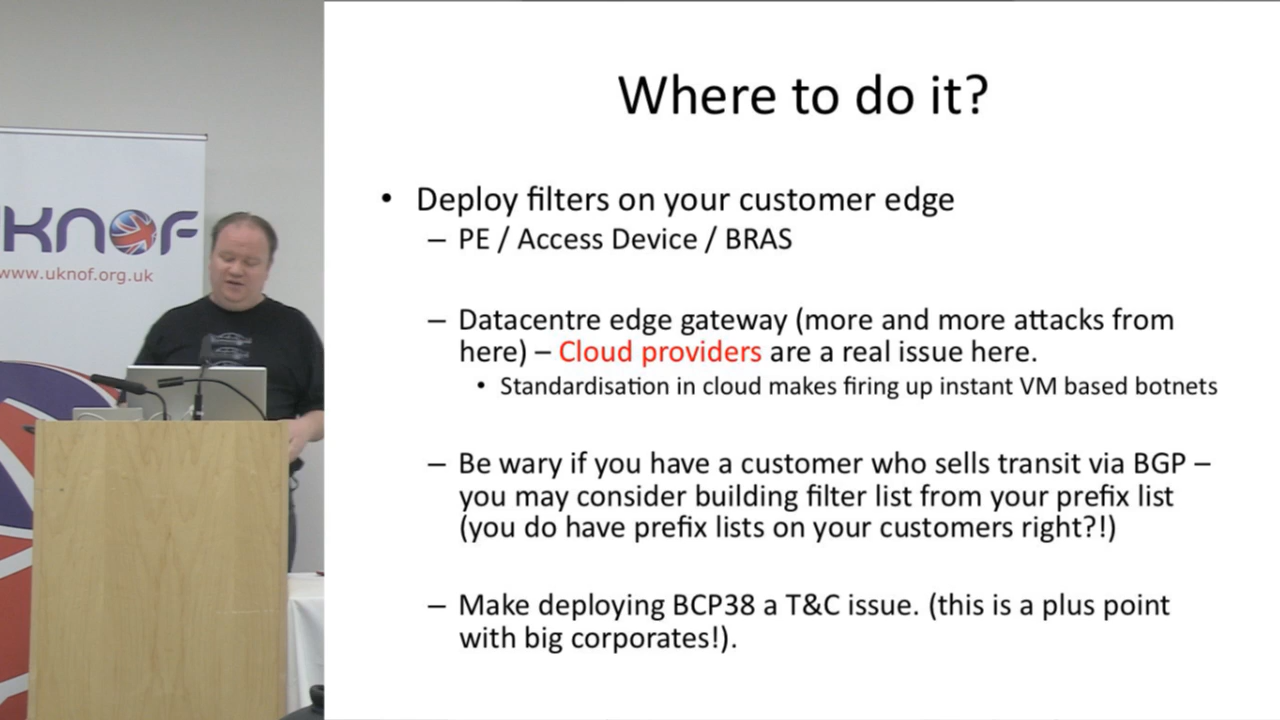 Where to do it?
• Deploy filters on your customer edge
– PE / Access Device / BRAS
– Datacentre edge gateway (more and more attacks from
here) – Cloud providers are a real issue here.
• Standardisation in cloud makes firing up instant VM based botnets
– Be wary if you have a customer who sells transit via BGP –
you may consider building filter list from your prefix list
(you do have prefix lists on your customers right?!)
– Make deploying BCP38 a T&C issue. (this is a plus point
with big corporates!).
UKNOF
www.uknof.org.uk